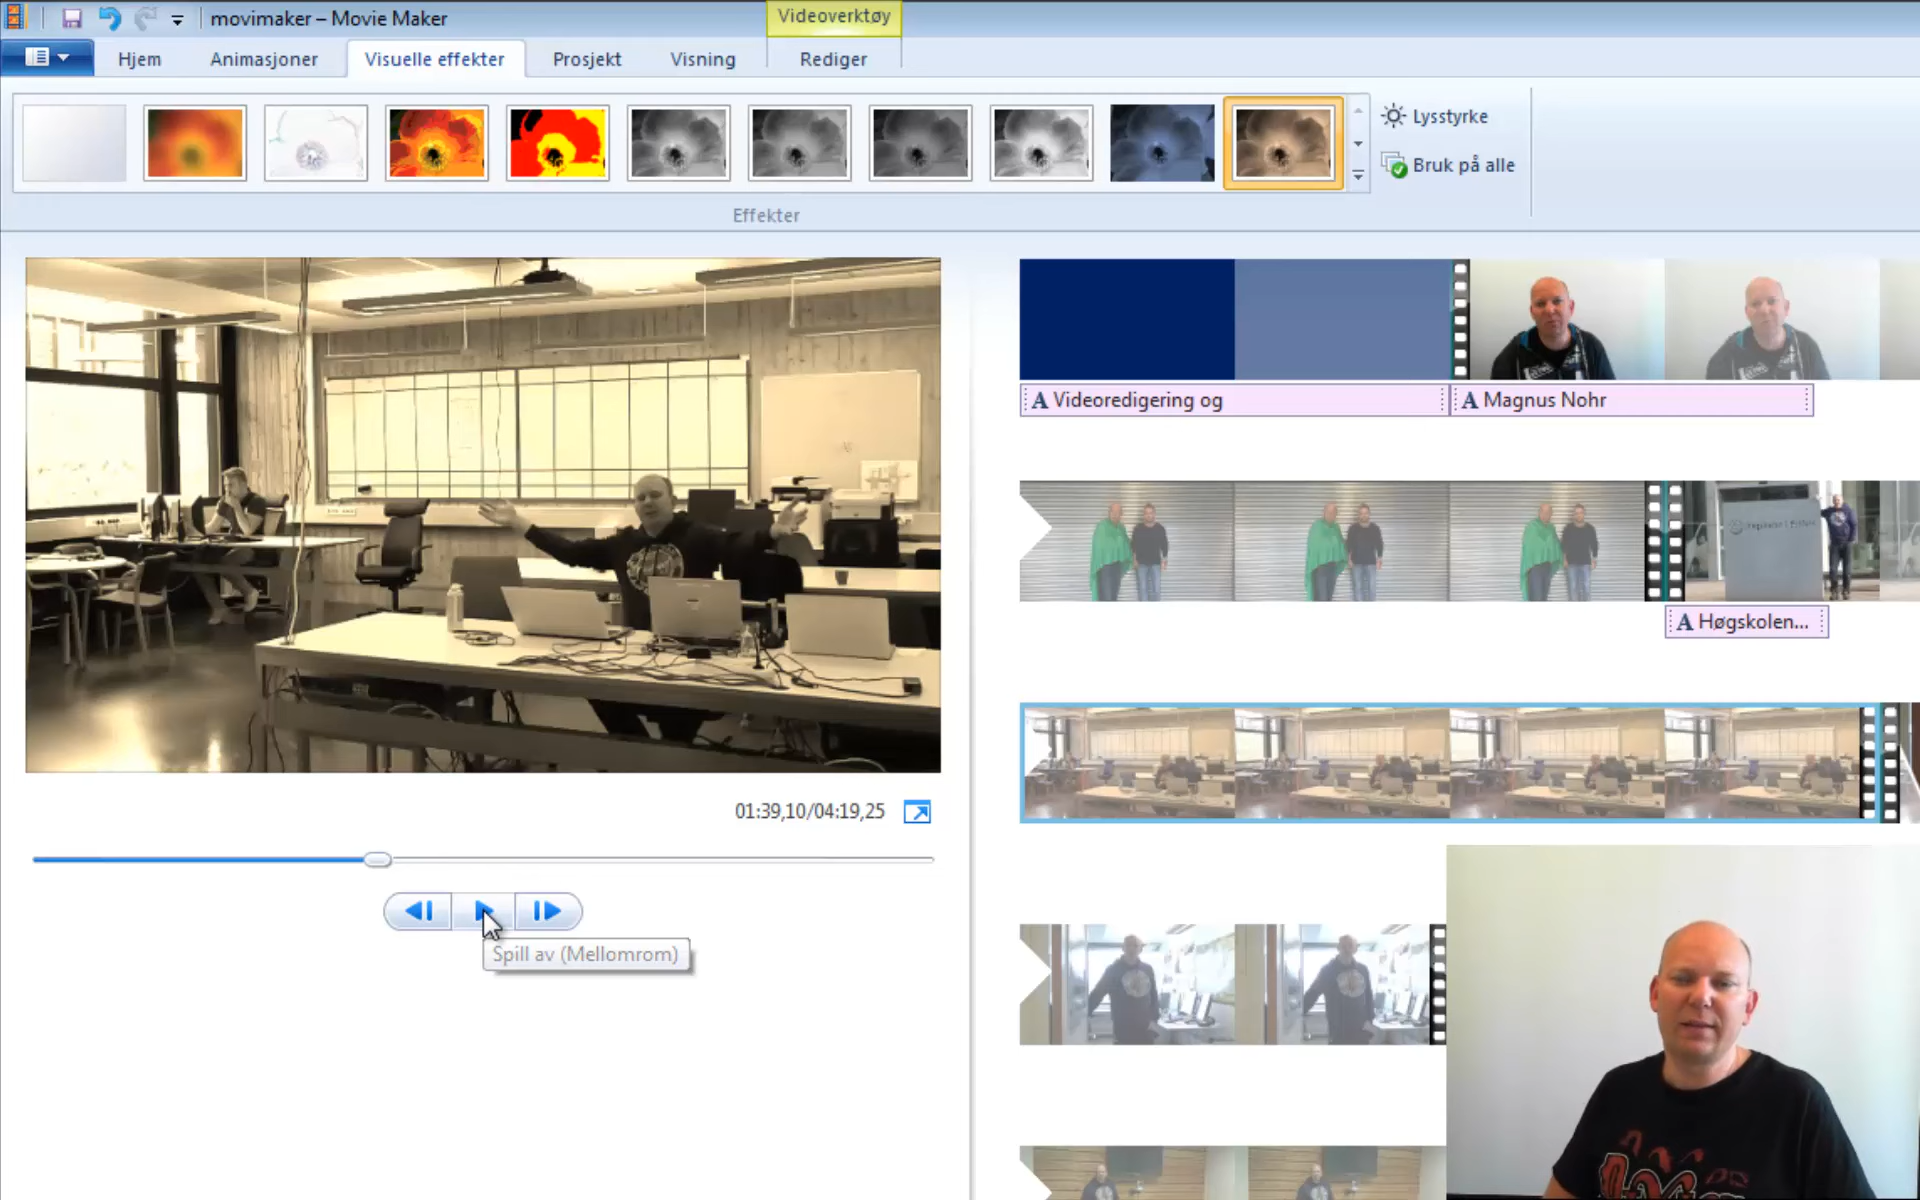 movimaker – Movie Maker
Videoverktøy
Hjem
Animasjoner
Visuelle effekter
Prosjekt
Visning
Rediger
Lysstyrke
Bruk på alle
Effekter
A Videoredigering og
A Magnus Nohr
A Høgskolen...
01:39,10/04:19,25
Spill av (Mellomrom)